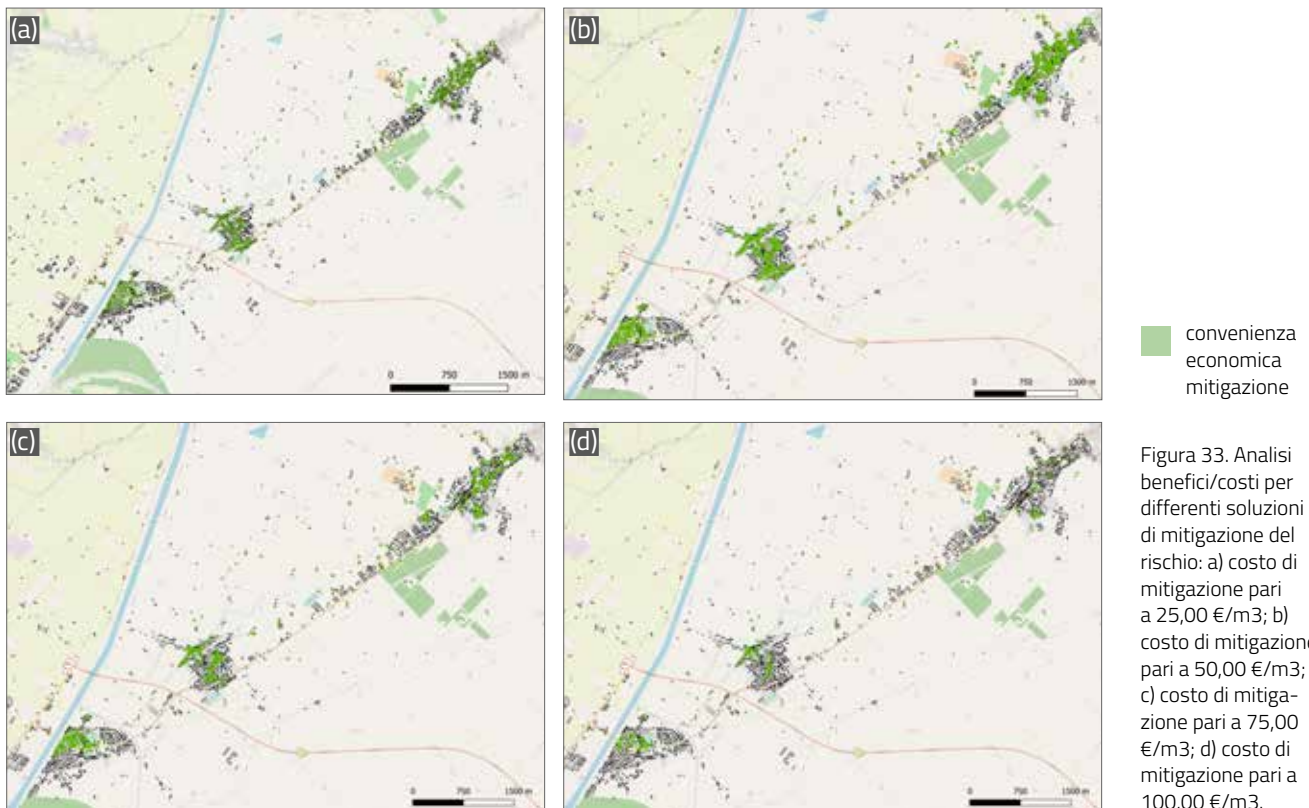 (a)
0 750 1500 m
(b)
0 750 1500 m
(c)
0 750 1500 m
(d)
0 750 1500 m
convenienza
economica
mitigazione
Figura 33. Analisi
benefici/costi per
differenti soluzioni
di mitigazione del
rischio: a) costo di
mitigazione pari
a 25,00 €/m3; b)
costo di mitigazione
pari a 50,00 €/m3;
c) costo di mitiga-
zione pari a 75,00
€/m3; d) costo di
mitigazione pari a
100,00 €/m3.